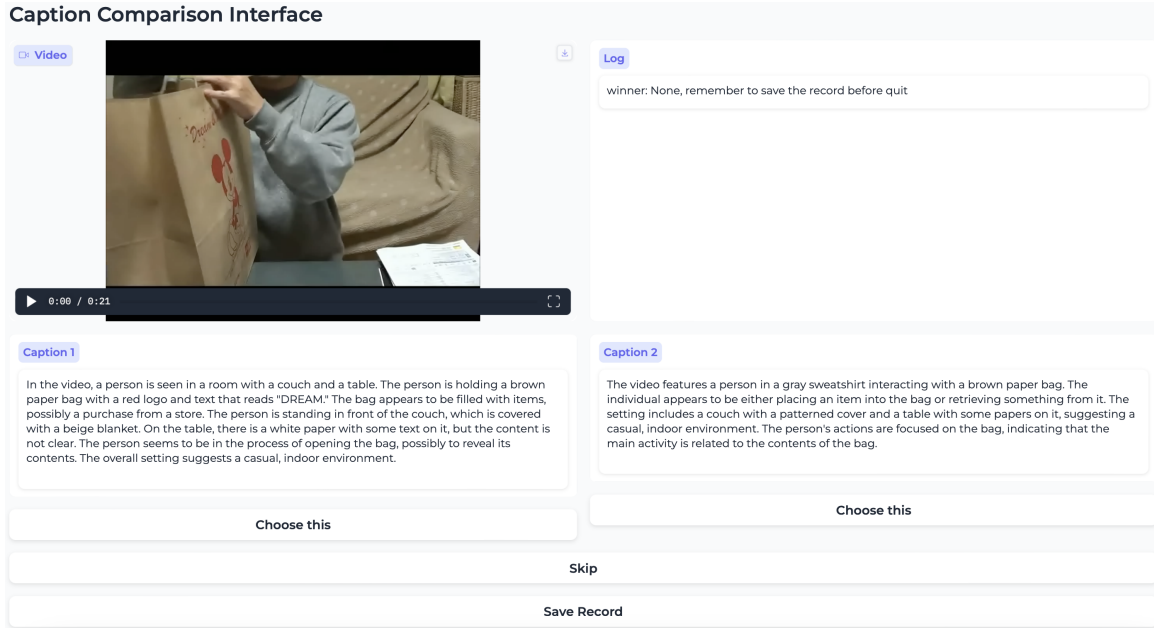 Caption Comparison Interface
Video
Dream
0:00 / 0:21
Log
winner: None, remember to save the record before quit
Caption 1
In the video, a person is seen in a room with a couch and a table. The person is holding a brown
paper bag with a red logo and text that reads "DREAM." The bag appears to be filled with items,
possibly a purchase from a store. The person is standing in front of the couch, which is covered
with a beige blanket. On the table, there is a white paper with some text on it, but the content is
not clear. The person seems to be in the process of opening the bag, possibly to reveal its
contents. The overall setting suggests a casual, indoor environment.
Choose this
Caption 2
The video features a person in a gray sweatshirt interacting with a brown paper bag. The
individual appears to be either placing an item into the bag or retrieving something from it. The
setting includes a couch with a patterned cover and a table with some papers on it, suggesting a
casual, indoor environment. The person's actions are focused on the bag, indicating that the
main activity is related to the contents of the bag.
Choose this
Skip
Save Record